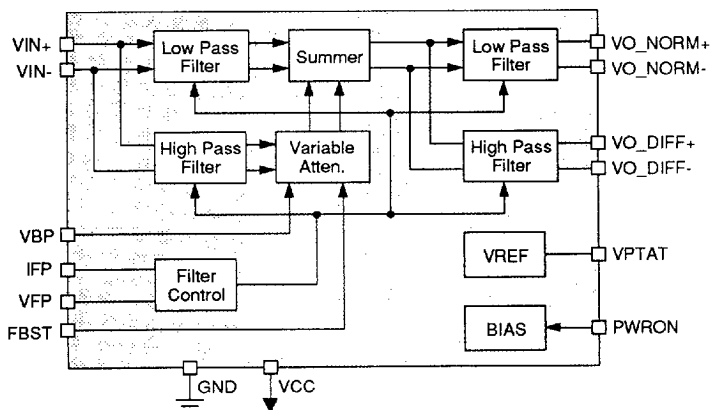 VIN+
VIN-
Low Pass
Filter
Summer
Low Pass
Filter
VO_NORM+
VO_NORM-
High Pass
Filter
Variable
Atten.
High Pass
Filter
VO_DIFF+
VO_DIFF-
VBP
IFP
VFP
FBST
Filter
Control
VREF
VPTAT
BIAS
PWRON
GND
VCC